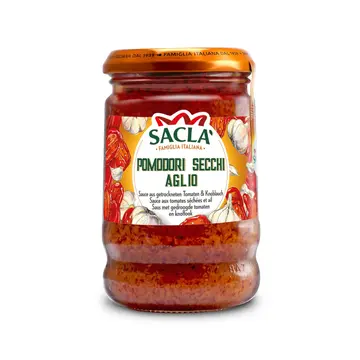 FAMIGLIA ITALIANA
SACLÀ
FAMIGLIA ITALIANA
POMODORI SECCHI
AGLIO
Sauce aus getrockneten Tomaten & Knoblauch
Sauce aux tomates séchées et ail
Saus met gedroogde tomaten
en knoflook